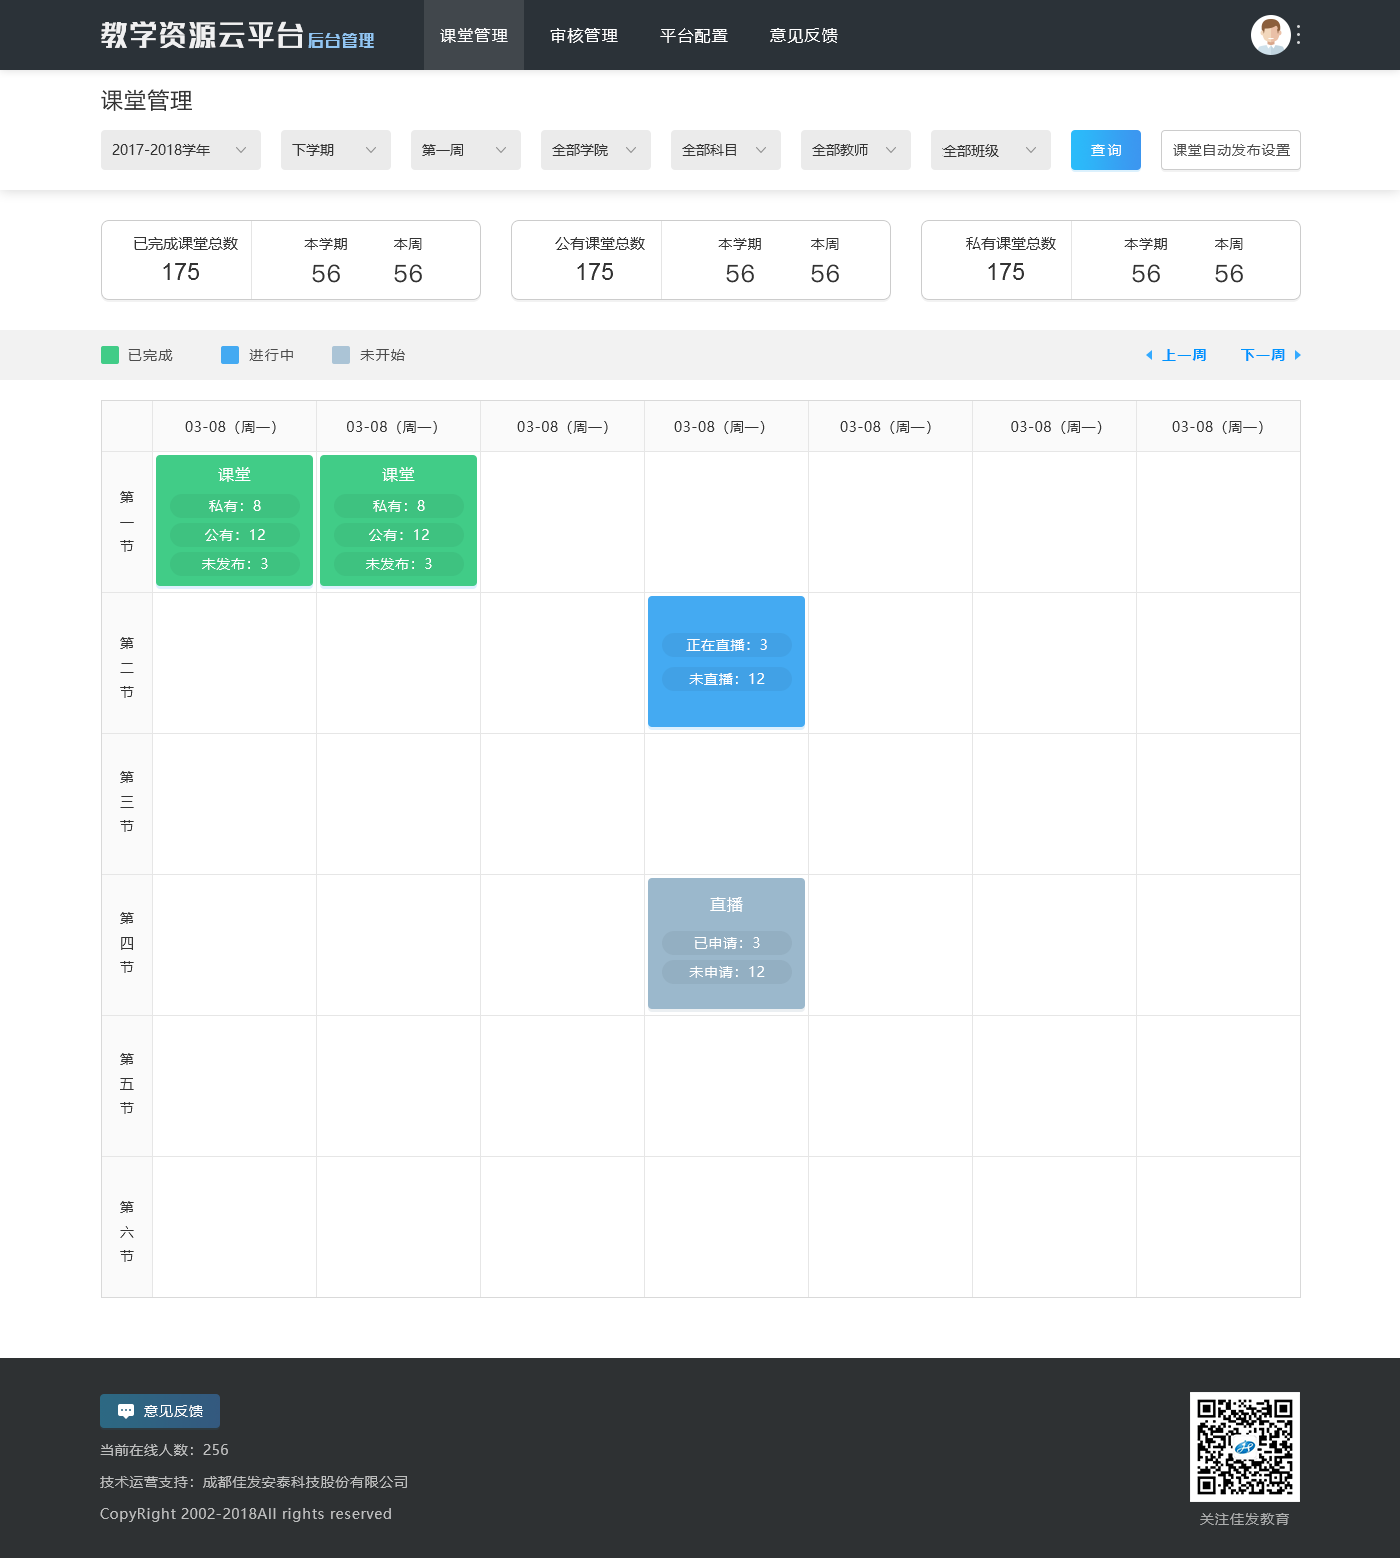 教学资源云平台 后台管理 课堂管理 审核管理 平台配置 意见反馈
课堂管理
2017-2018学年 下学期 第一周 全部学院 全部科目 全部教师 全部班级 查询 课堂自动发布设置
已完成课堂总数 本学期 本周 公有课堂总数 本学期 本周 私有课堂总数 本学期 本周
175 56 56 175 56 56 175 56 56
已完成 进行中 未开始 上一周 下一周
03-08（周一） 03-08（周一） 03-08（周一） 03-08（周一） 03-08（周一） 03-08（周一） 03-08（周一）
第一节
课堂
私有：8
公有：12
未发布：3
课堂
私有：8
公有：12
未发布：3
第二节
正在直播：3
未直播：12
第三节
第四节
直播
已申请：3
未申请：12
第五节
第六节
意见反馈
当前在线人数：256
技术运营支持：成都佳发安泰科技股份有限公司
CopyRight 2002-2018All rights reserved
关注佳发教育